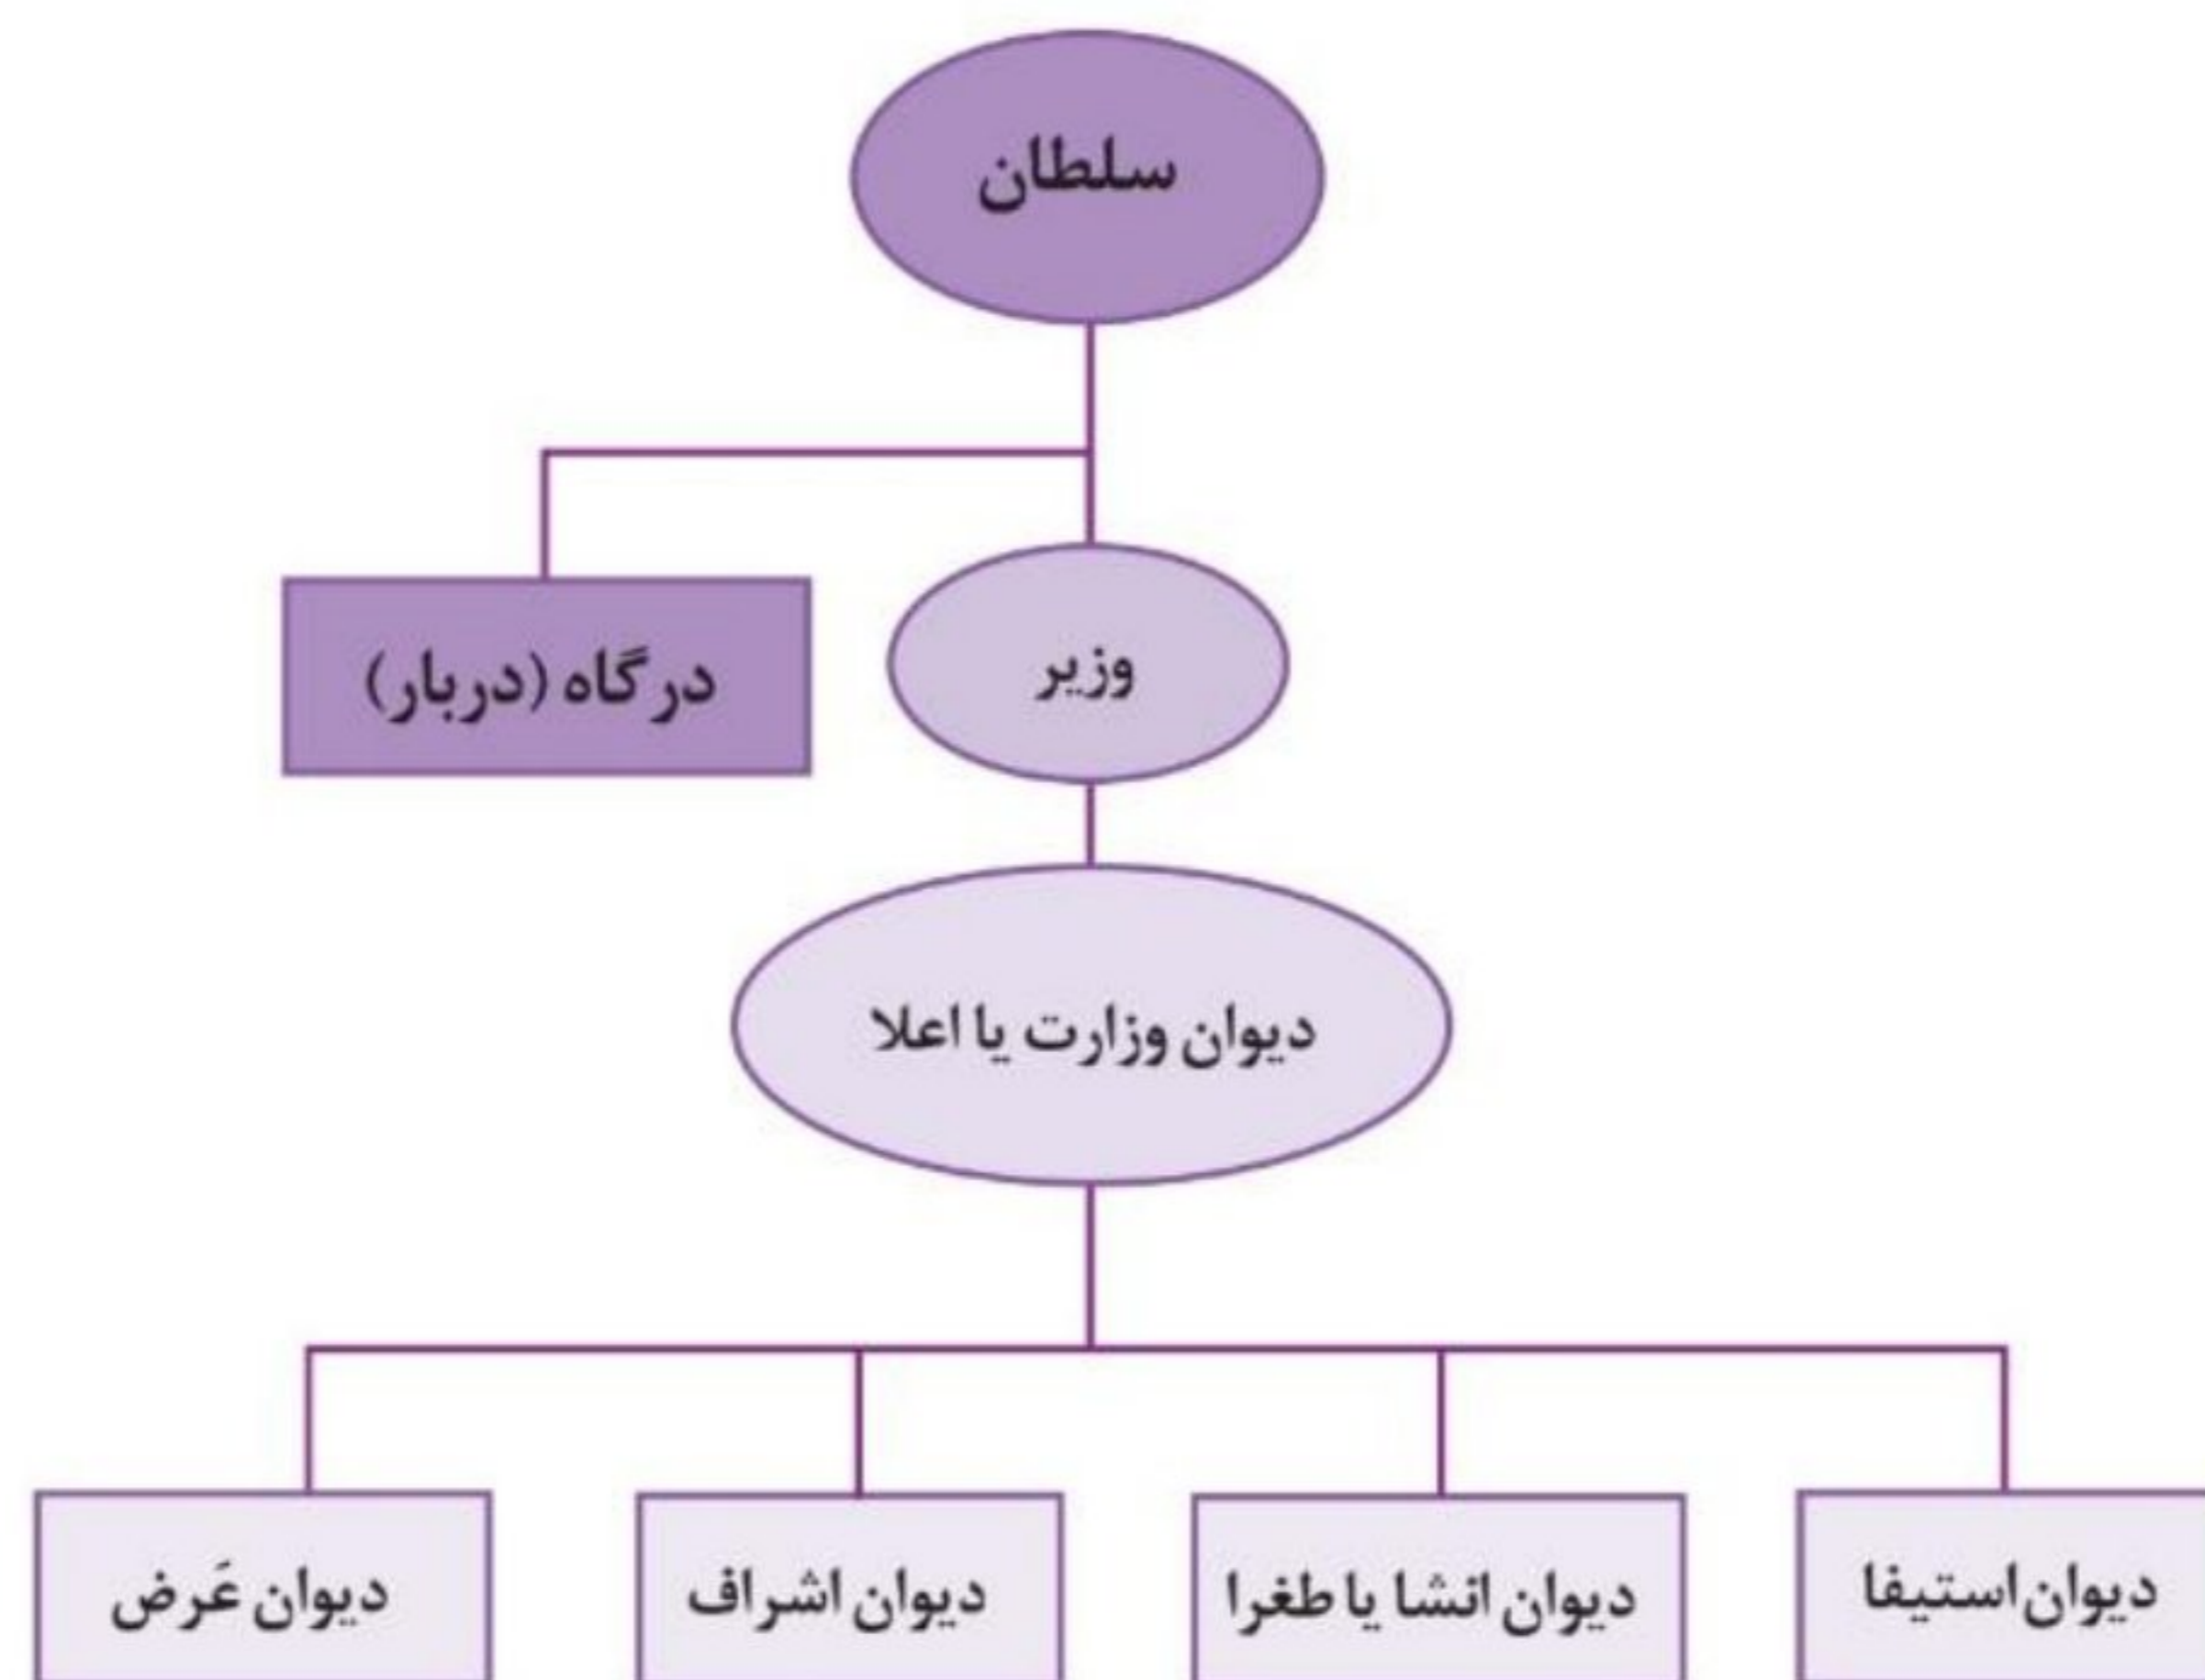 سلطان
وزیر
درگاه (دربار)
دیوان وزارت یا اعلا
دیوان استیفا
دیوان انشا یا طغرا
دیوان اشراف
دیوان عَرض